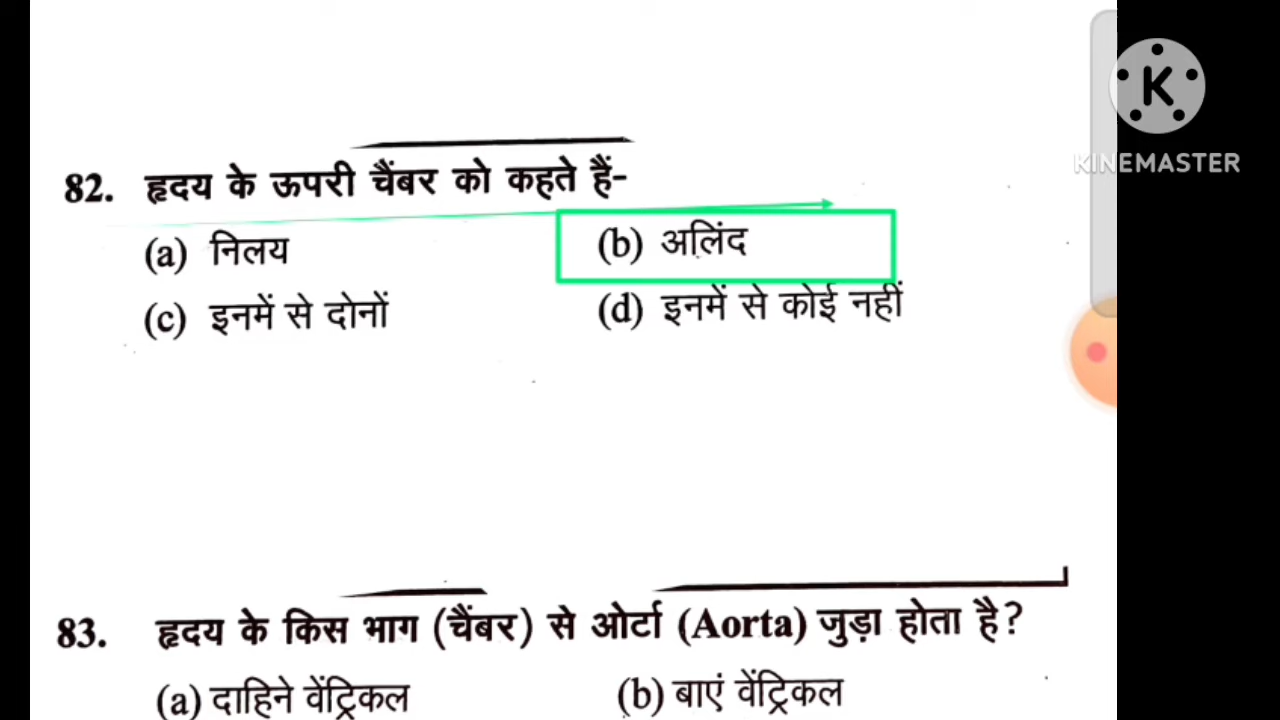 K
KINEMASTER
82. हृदय के ऊपरी चैंबर को कहते हैं-
(a) निलय (b) अलिंद
(c) इनमें से दोनों (d) इनमें से कोई नहीं
83. हृदय के किस भाग (चैंबर) से ओर्टा (Aorta) जुड़ा होता है?
(a) दाहिने वेंट्रिकल (b) बाएं वेंट्रिकल